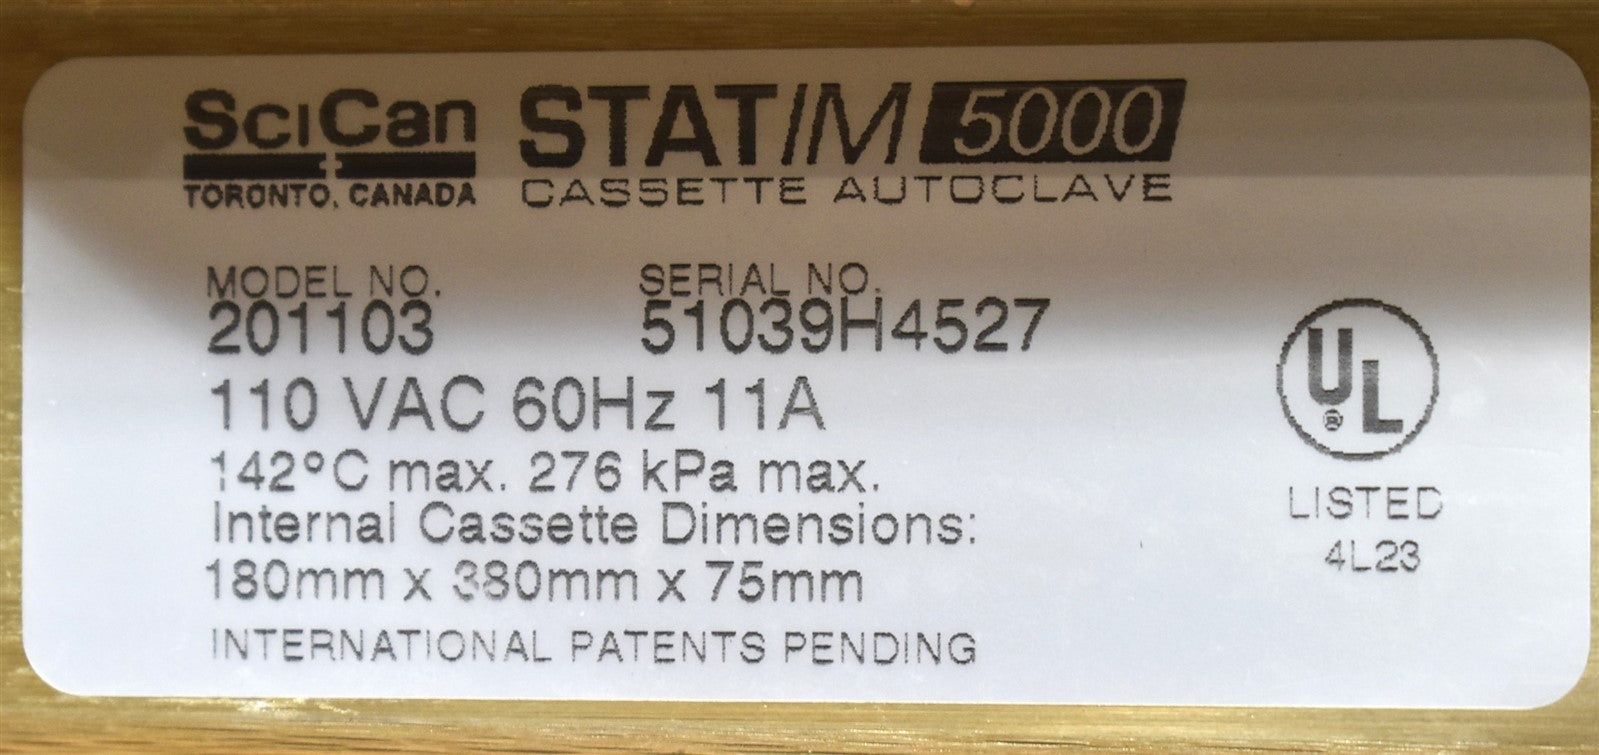 SciCan
TORONTO, CANADA
STATIM 5000
CASSETTE AUTOCLAVE
MODEL NO. SERIAL NO.
201103 51039H4527
110 VAC 60Hz 11A
142°C max. 276 kPa max.
Internal Cassette Dimensions:
180mm x 380mm x 75mm
INTERNATIONAL PATENTS PENDING
UL
®
LISTED
4L23